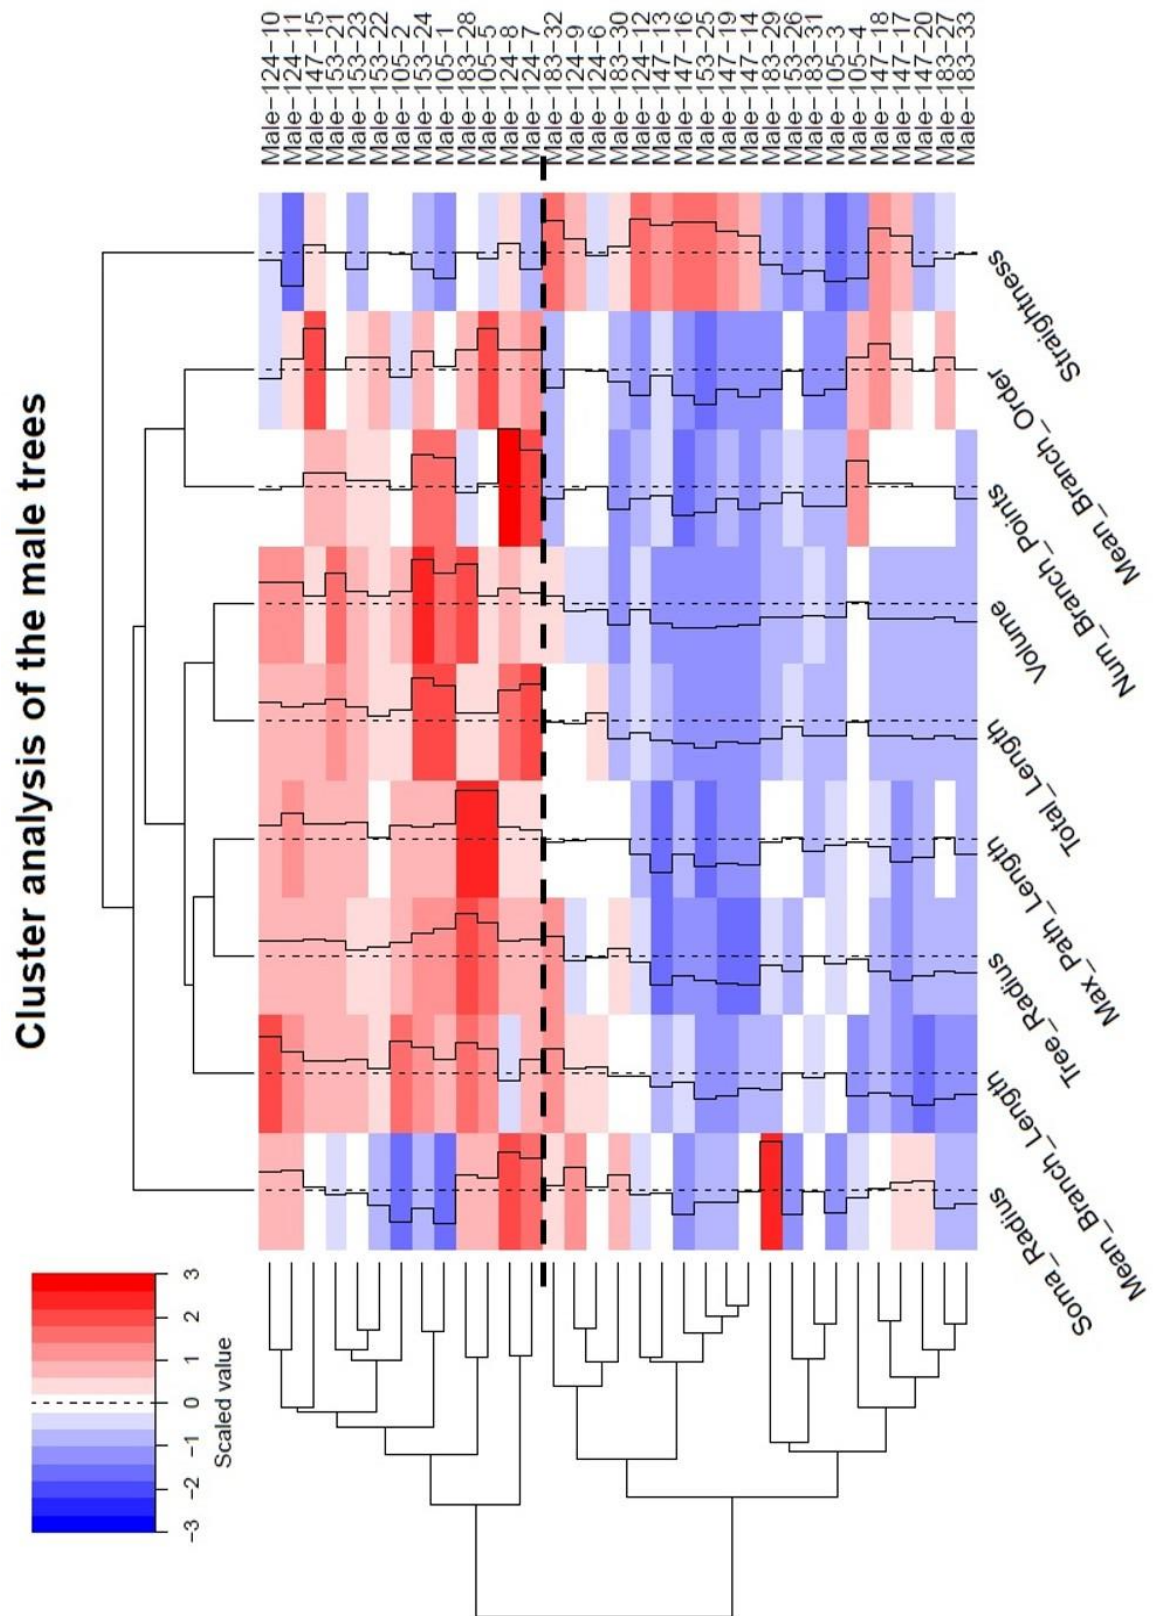 Cluster analysis of the male trees
Male-124-10
Male-124-11
Male-147-15
Male-153-21
Male-153-23
Male-153-22
Male-105-2
Male-153-24
Male-105-1
Male-183-28
Male-105-5
Male-124-8
Male-124-7
Male-183-32
Male-124-9
Male-124-6
Male-183-30
Male-124-12
Male-147-13
Male-147-16
Male-153-25
Male-147-19
Male-147-14
Male-183-29
Male-153-26
Male-183-31
Male-105-3
Male-105-4
Male-147-18
Male-147-17
Male-147-20
Male-183-27
Male-183-33
Straightness
Mean_Branch_Order
Num_Branch_Points
Volume
Total_Length
Max_Path_Length
Tree_Radius
Mean_Branch_Length
Soma_Radius
-3 -2 -1 0 1 2 3
Scaled value